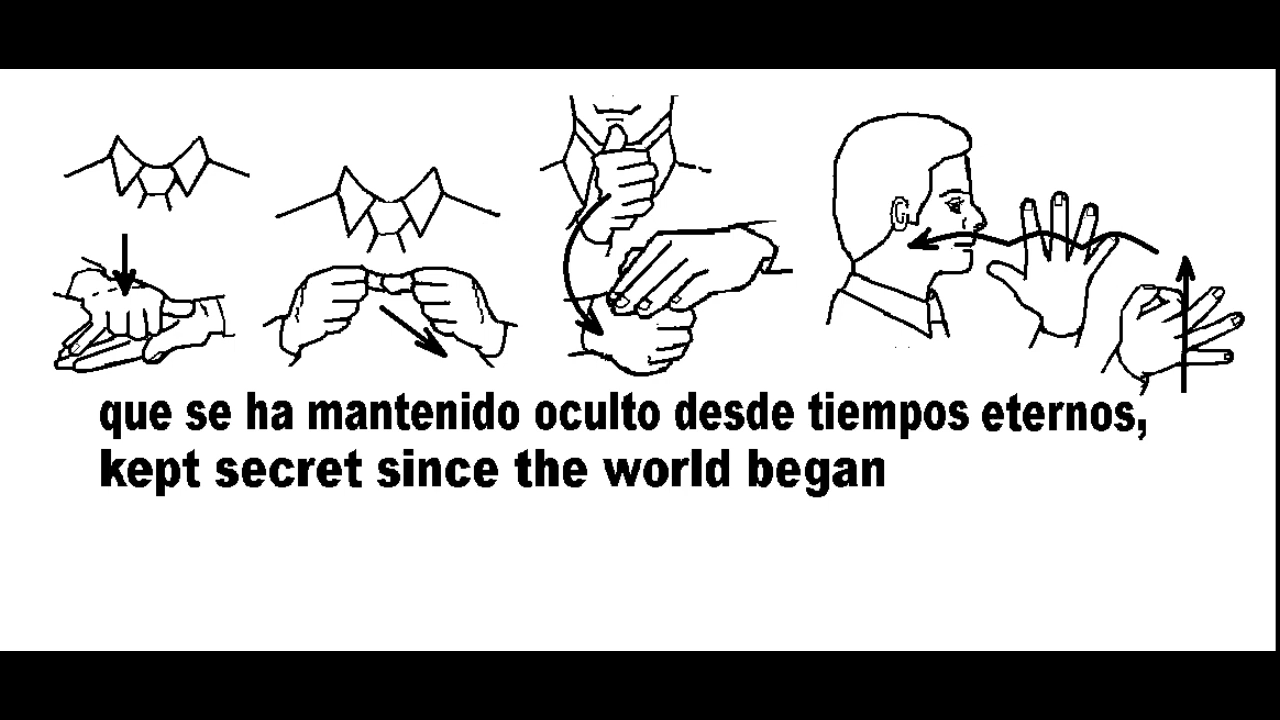 que se ha mantenido oculto desde tiempos eternos,
kept secret since the world began